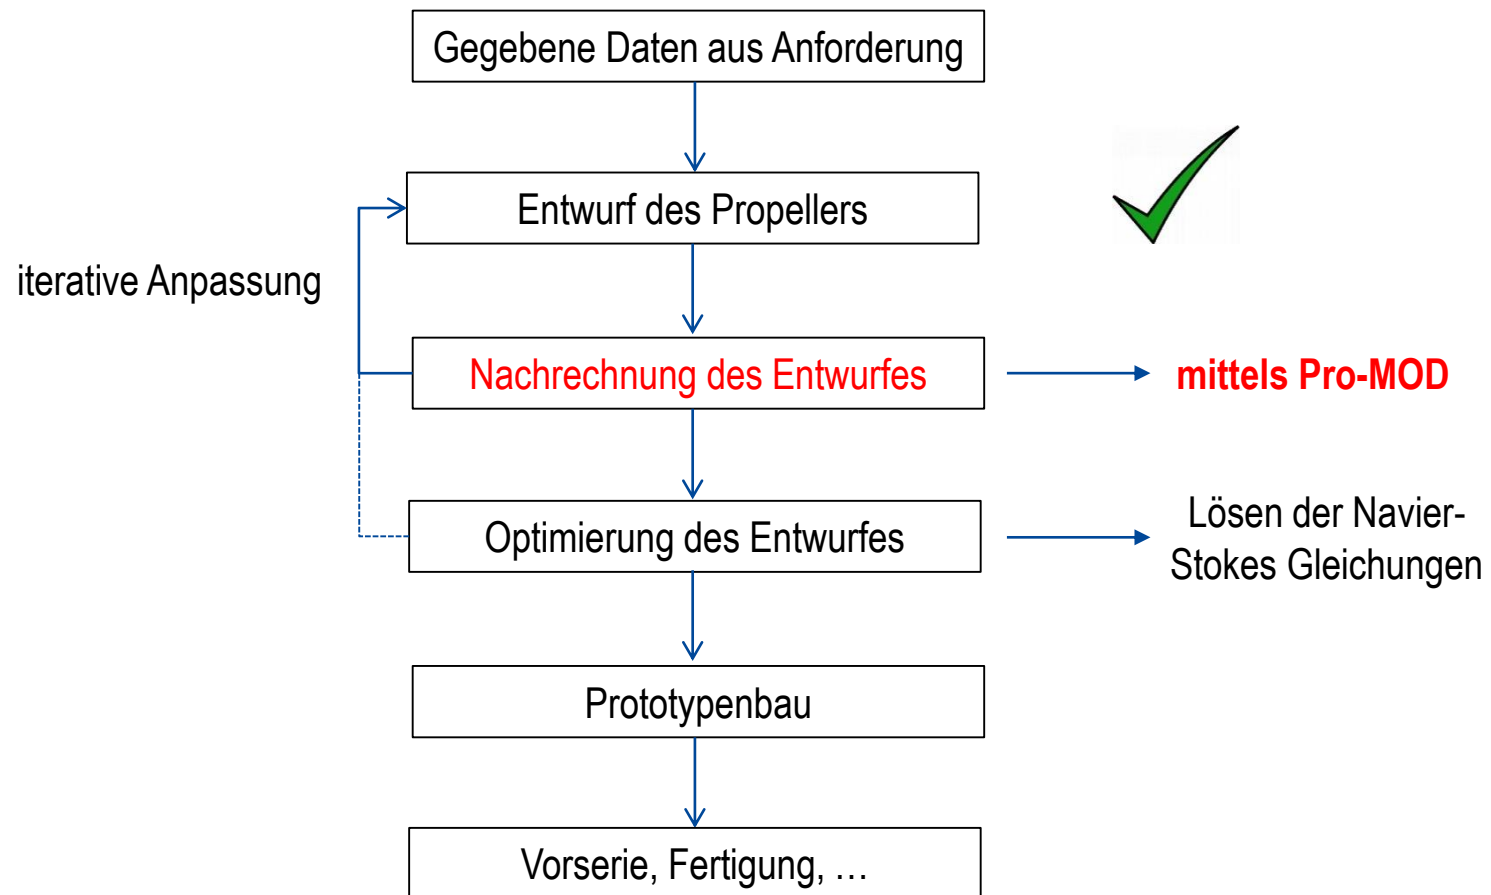 Gegebene Daten aus Anforderung
Entwurf des Propellers
iterative Anpassung
Nachrechnung des Entwurfes
mittels Pro-MOD
Optimierung des Entwurfes
Lösen der Navier-
Stokes Gleichungen
Prototypenbau
Vorserie, Fertigung, …